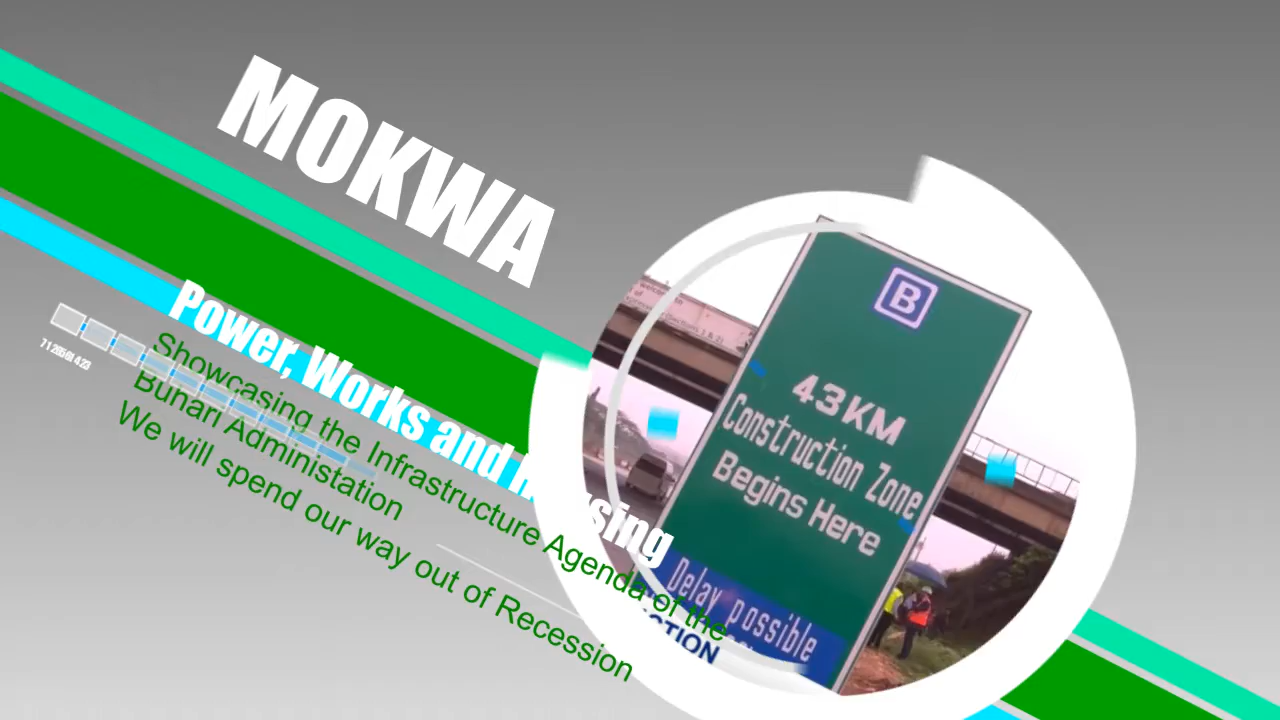 MOKWA
Power, Works and Housing
Showcasing the Infrastructure Agenda of the
Buhari Administation
We will spend our way out of Recession
B
43KM
Construction Zone
Begins Here
Delay possible